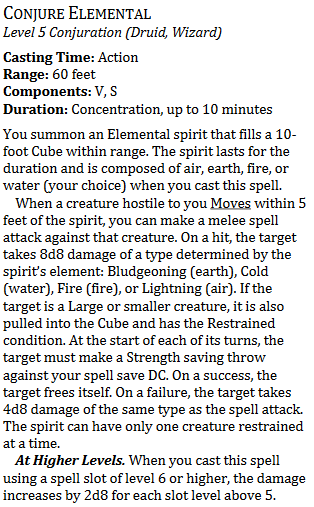 CONJURE ELEMENTAL
Level 5 Conjuration (Druid, Wizard)
Casting Time: Action
Range: 60 feet
Components: V, S
Duration: Concentration, up to 10 minutes
You summon an Elemental spirit that fills a 10-
foot Cube within range. The spirit lasts for the
duration and is composed of air, earth, fire, or
water (your choice) when you cast this spell.
When a creature hostile to you Moves within 5
feet of the spirit, you can make a melee spell
attack against that creature. On a hit, the target
takes 8d8 damage of a type determined by the
spirit's element: Bludgeoning (earth), Cold
(water), Fire (fire), or Lightning (air). If the
target is a Large or smaller creature, it is also
pulled into the Cube and has the Restrained
condition. At the start of each of its turns, the
target must make a Strength saving throw
against your spell save DC. On a success, the
target frees itself. On a failure, the target takes
4d8 damage of the same type as the spell attack.
The spirit can have only one creature restrained
at a time.
At Higher Levels. When you cast this spell
using a spell slot of level 6 or higher, the damage
increases by 2d8 for each slot level above 5.